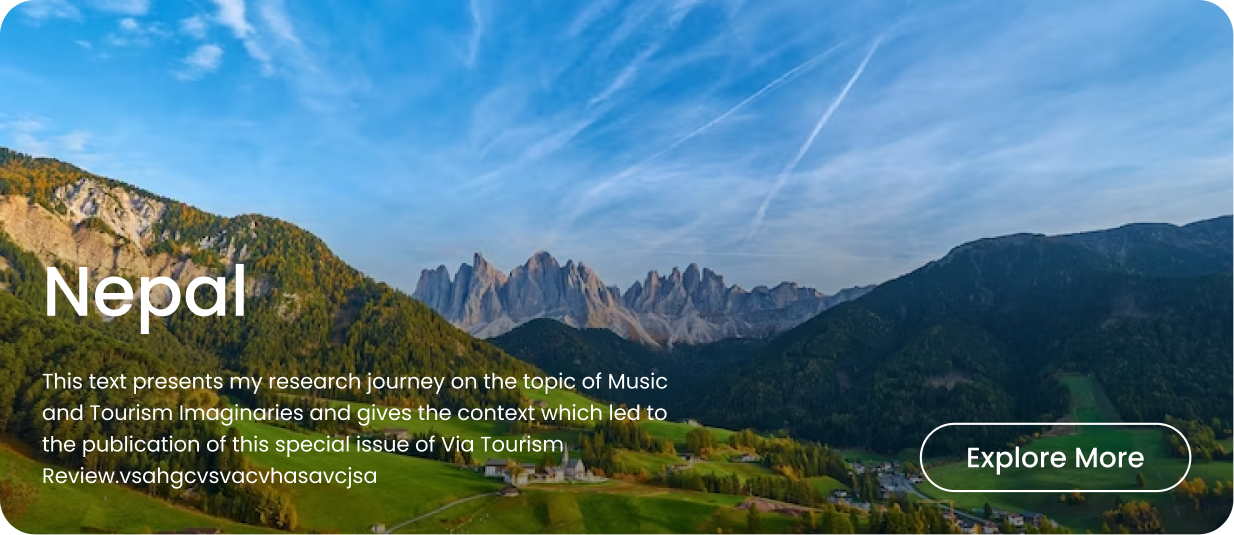 Nepal
This text presents my research journey on the topic of Music
and Tourism Imaginaries and gives the context which led to
the publication of this special issue of Via Tourism
Review.vsahgcvsvacvhasavcjsa
Explore More